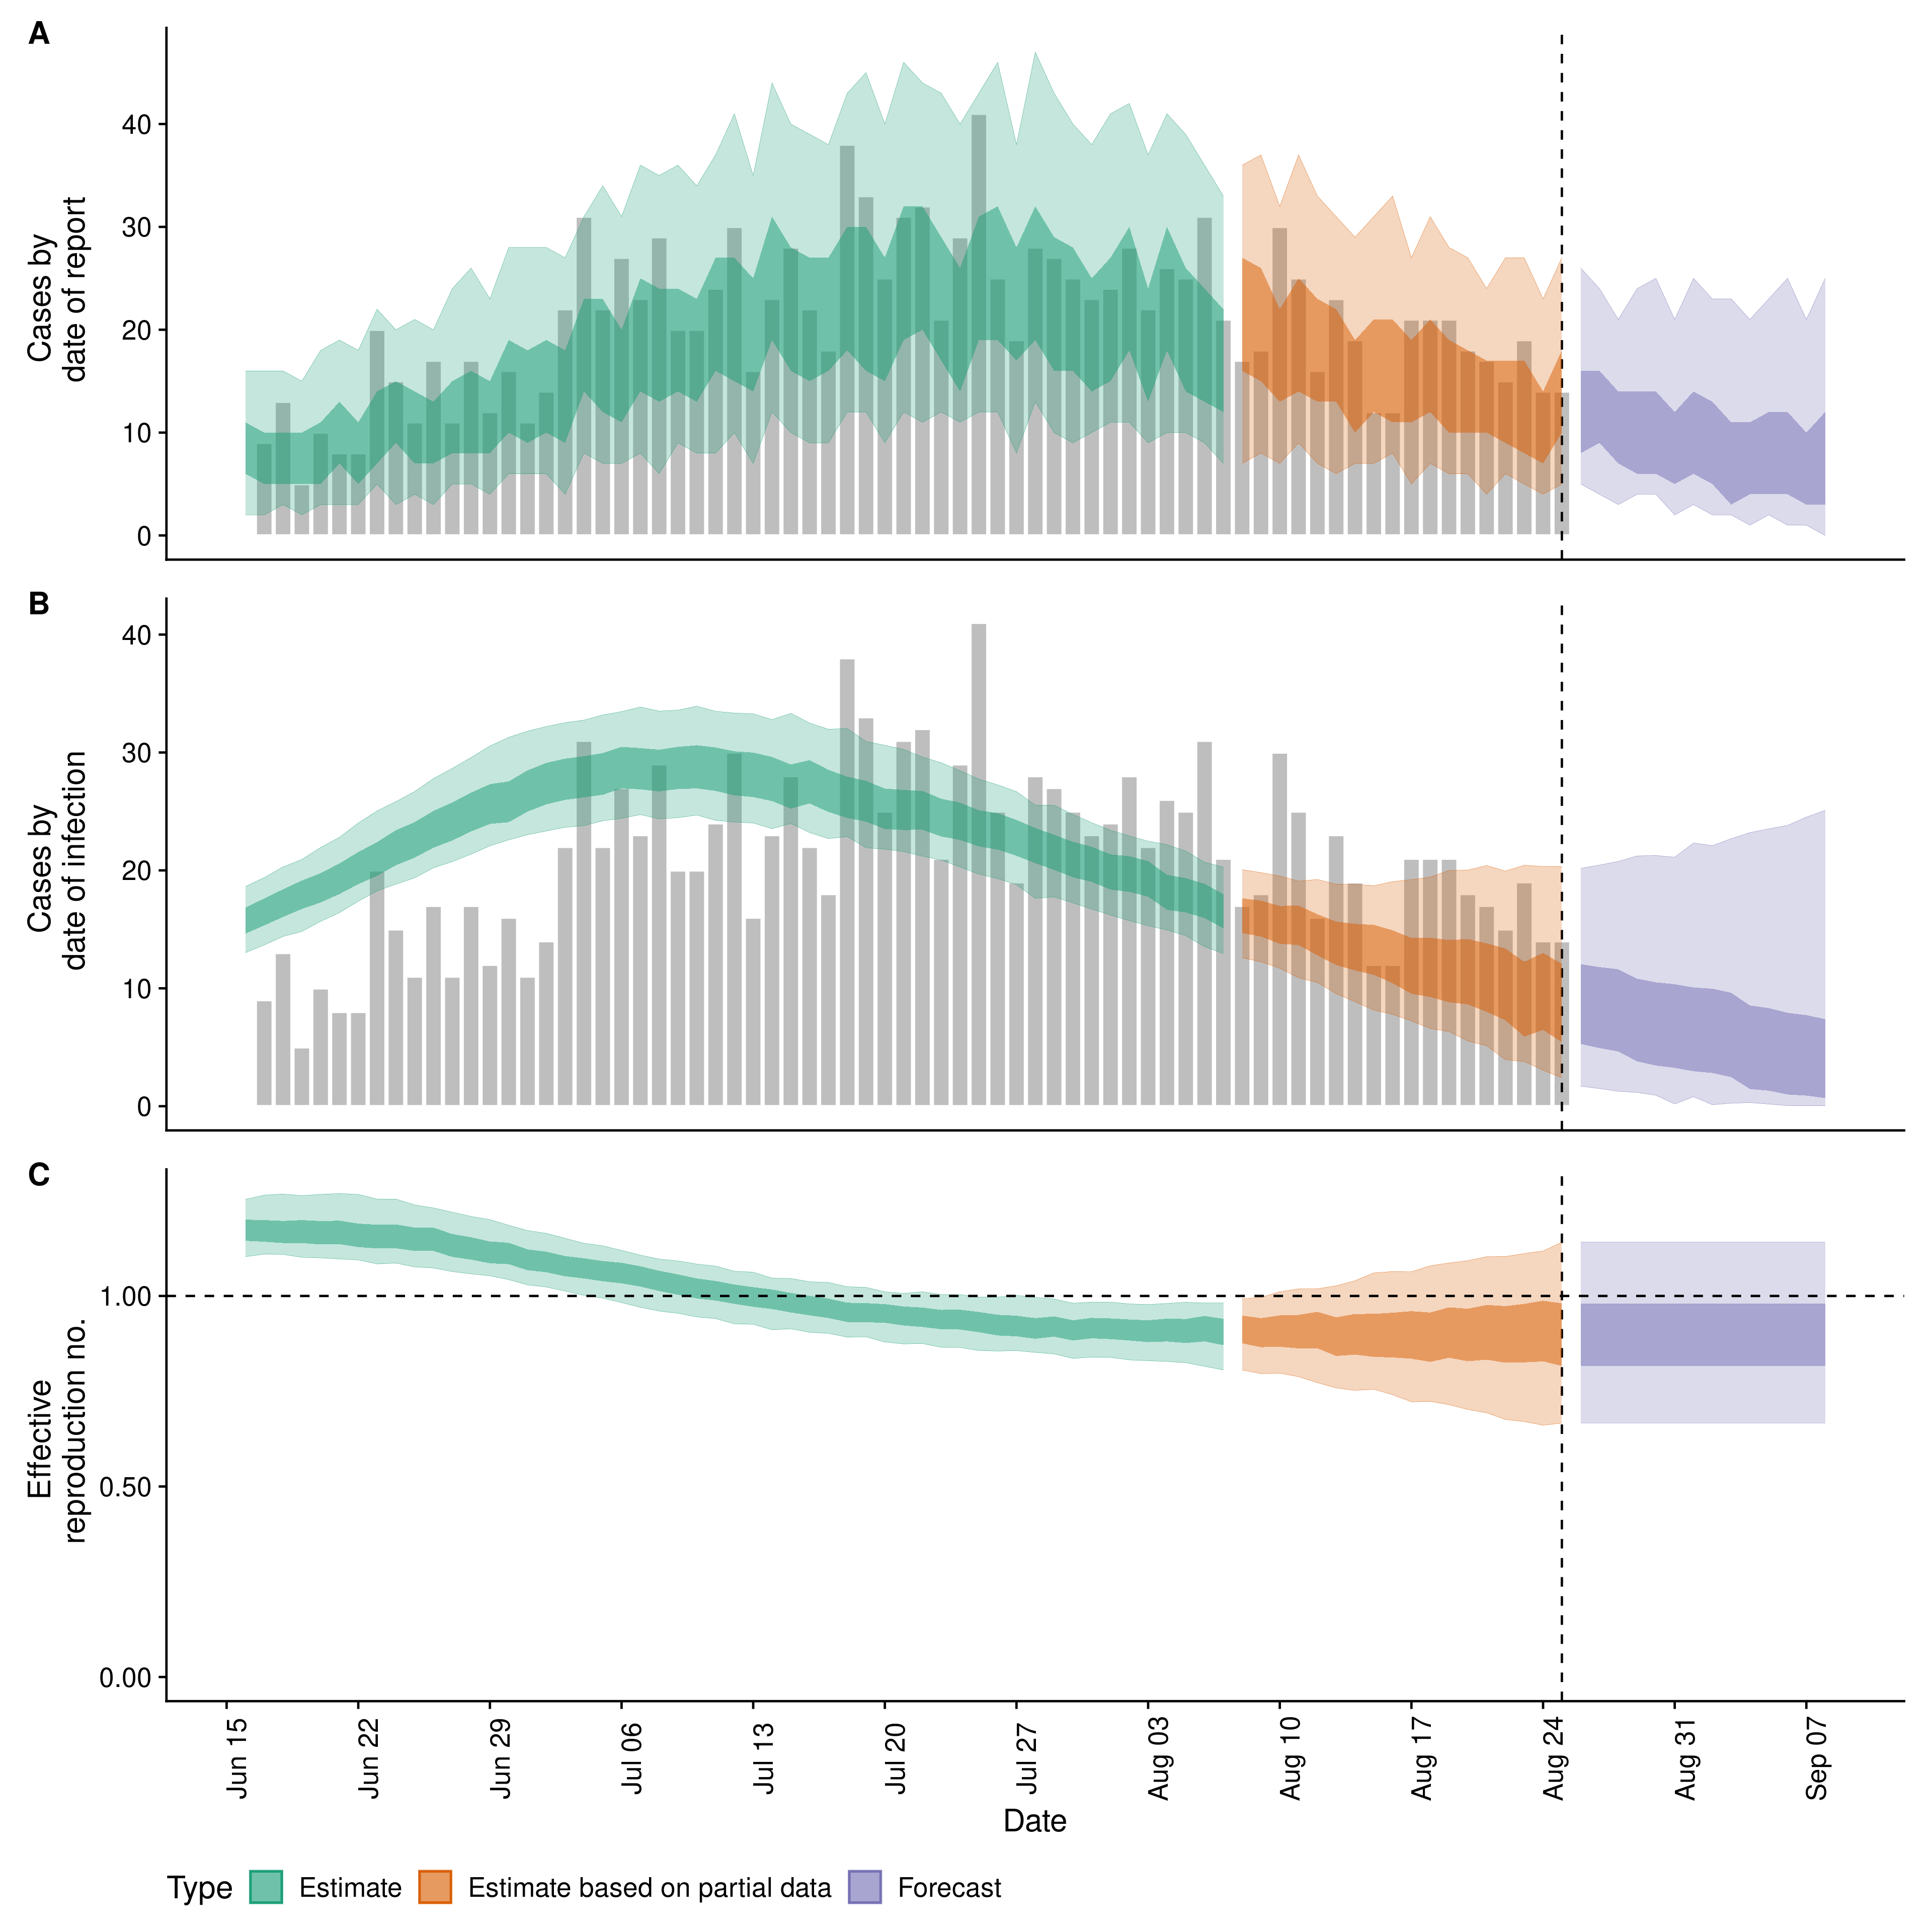 A
Cases by
date of report
40
30
20
10
0
B
Cases by
date of infection
40
30
20
10
0
C
Effective
reproduction no.
1.00
0.50
0.00
Jun 15
Jun 22
Jun 29
Jul 06
Jul 13
Jul 20
Jul 27
Aug 03
Aug 10
Aug 17
Aug 24
Aug 31
Sep 07
Date
Type Estimate Estimate based on partial data Forecast